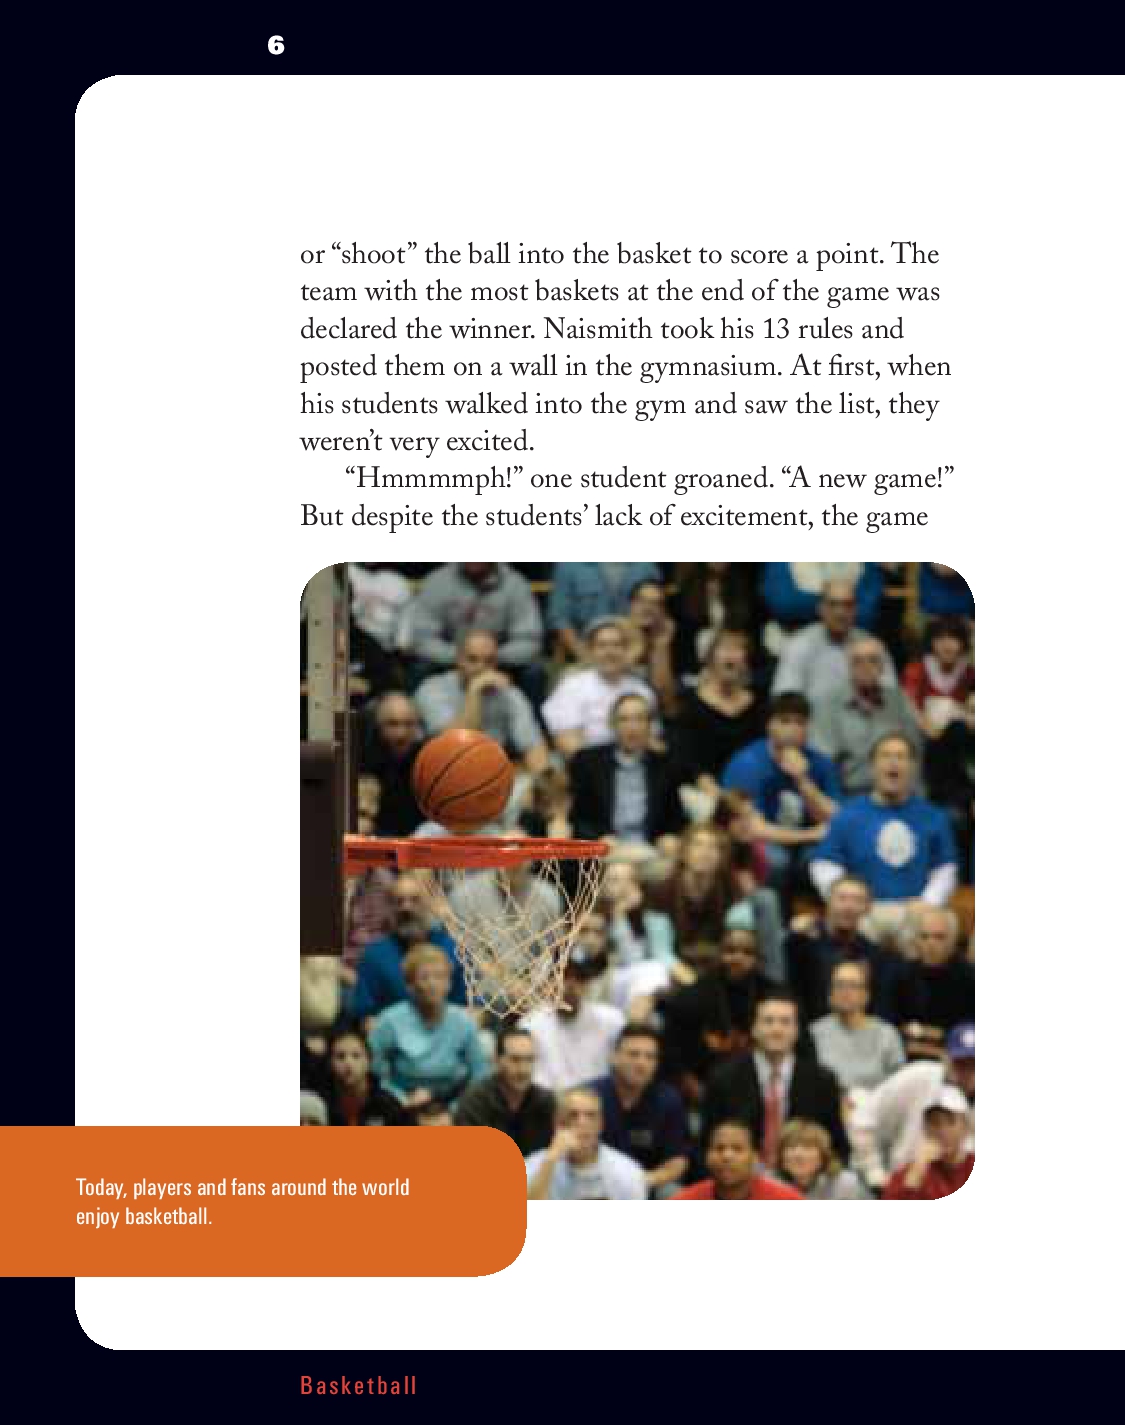 6
or “shoot” the ball into the basket to score a point. The
team with the most baskets at the end of the game was
declared the winner. Naismith took his 13 rules and
posted them on a wall in the gymnasium. At first, when
his students walked into the gym and saw the list, they
weren’t very excited.
“Hmmmmph!” one student groaned. “A new game!”
But despite the students’ lack of excitement, the game
Today, players and fans around the world
enjoy basketball.
Basketball